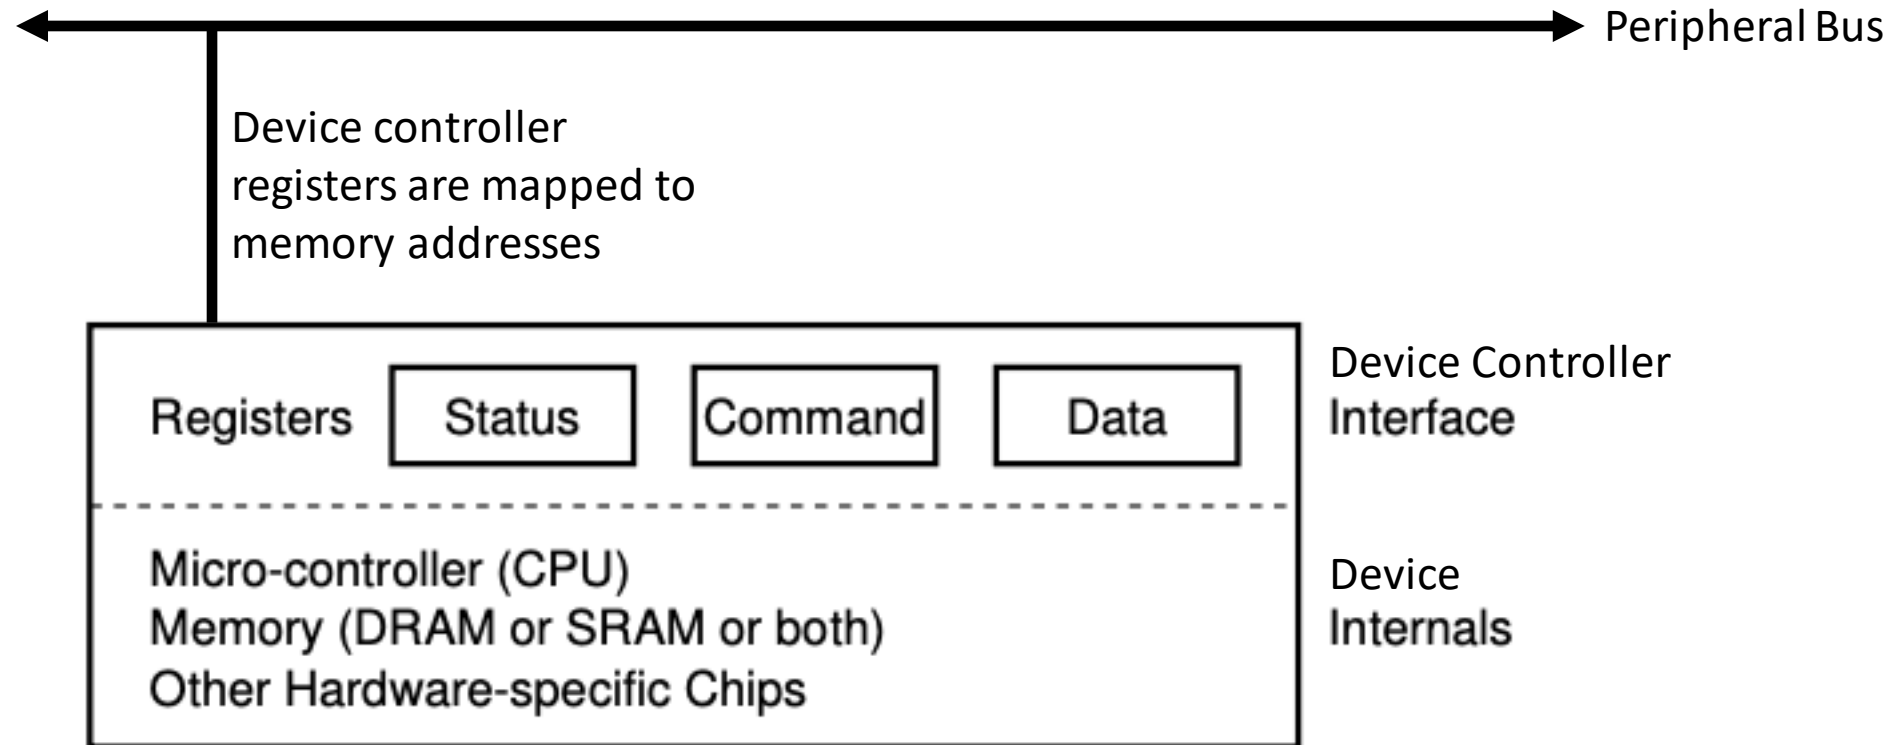 Peripheral Bus
Device controller
registers are mapped to
memory addresses
Registers
Status
Command
Data
Device Controller
Interface
Micro-controller (CPU)
Memory (DRAM or SRAM or both)
Other Hardware-specific Chips
Device
Internals